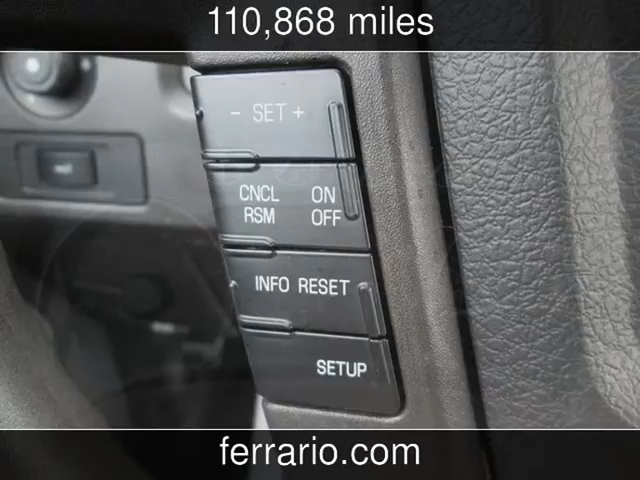 110,868 miles
- SET +
CNCL ON
RSM OFF
INFO RESET
SETUP
ferrario.com